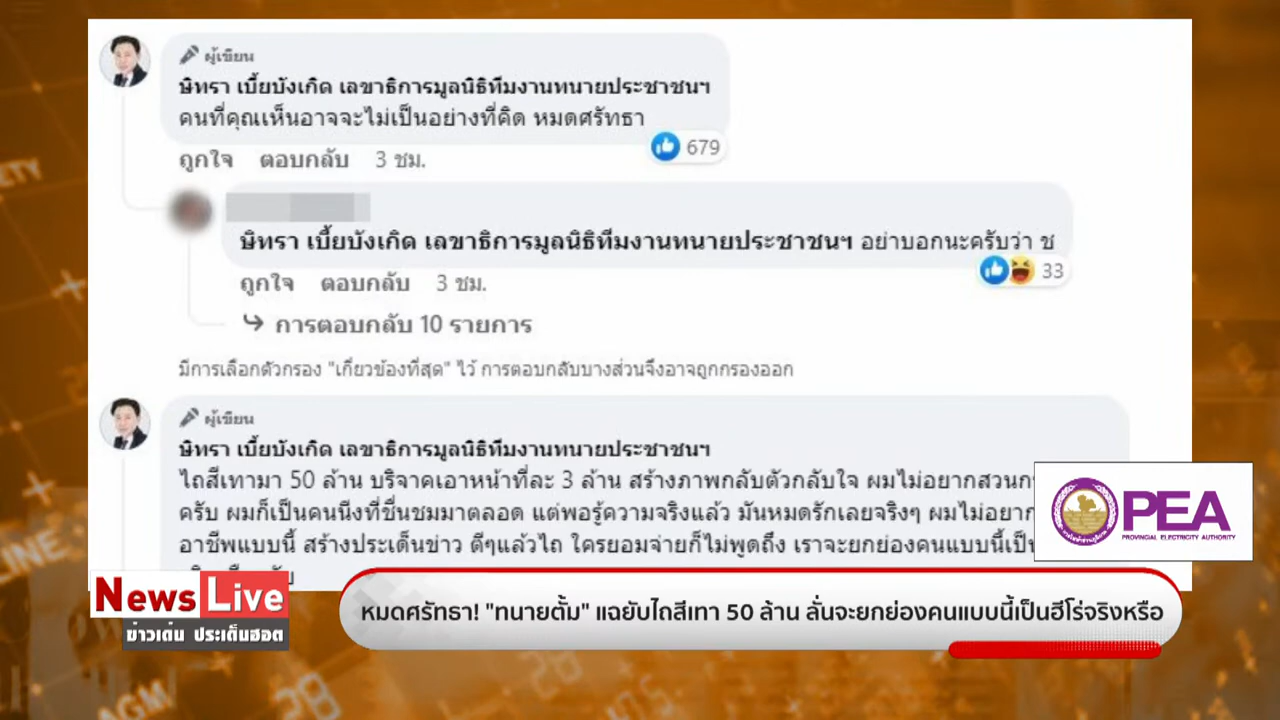 ผู้เขียน
ษิทรา เบี้ยบังเกิด เลขาธิการมูลนิธิทีมงานทนายประชาชนฯ
คนที่คุณเห็นอาจจะไม่เป็นอย่างที่คิด หมดศรัทธา
679
ถูกใจ ตอบกลับ 3 ชม.
ษิทรา เบี้ยบังเกิด เลขาธิการมูลนิธิทีมงานทนายประชาชนฯ อย่าบอกนะครับว่า ช
33
ถูกใจ ตอบกลับ 3 ชม.
การตอบกลับ 10 รายการ
มีการเลือกตัวกรอง "เกี่ยวข้องที่สุด" ไว้ การตอบกลับบางส่วนจึงอาจถูกกรองออก
ผู้เขียน
ษิทรา เบี้ยบังเกิด เลขาธิการมูลนิธิทีมงานทนายประชาชนฯ
ไถสีเทามา 50 ล้าน บริจาคเอาหน้าที่ละ 3 ล้าน สร้างภาพกลับตัวกลับใจ ผมไม่อยากสวนก
ครับ ผมก็เป็นคนนึงที่ชื่นชมมาตลอด แต่พอรู้ความจริงแล้ว มันหมดรักเลยจริงๆ ผมไม่อยาก
อาชีพแบบนี้ สร้างประเด็นข่าว ตีๆแล้วไถ ใครยอมจ่ายก็ไม่พูดถึง เราจะยกย่องคนแบบนี้เป็น
PEA
PROVINCIAL ELECTRICITY AUTHORITY
News Live
ข่าวเด่น ประเด็นฮอต
หมดศรัทธา! "ทนายตั้ม" แฉยับไถสีเทา 50 ล้าน ลั่นจะยกย่องคนแบบนี้เป็นฮีโร่จริงหรือ